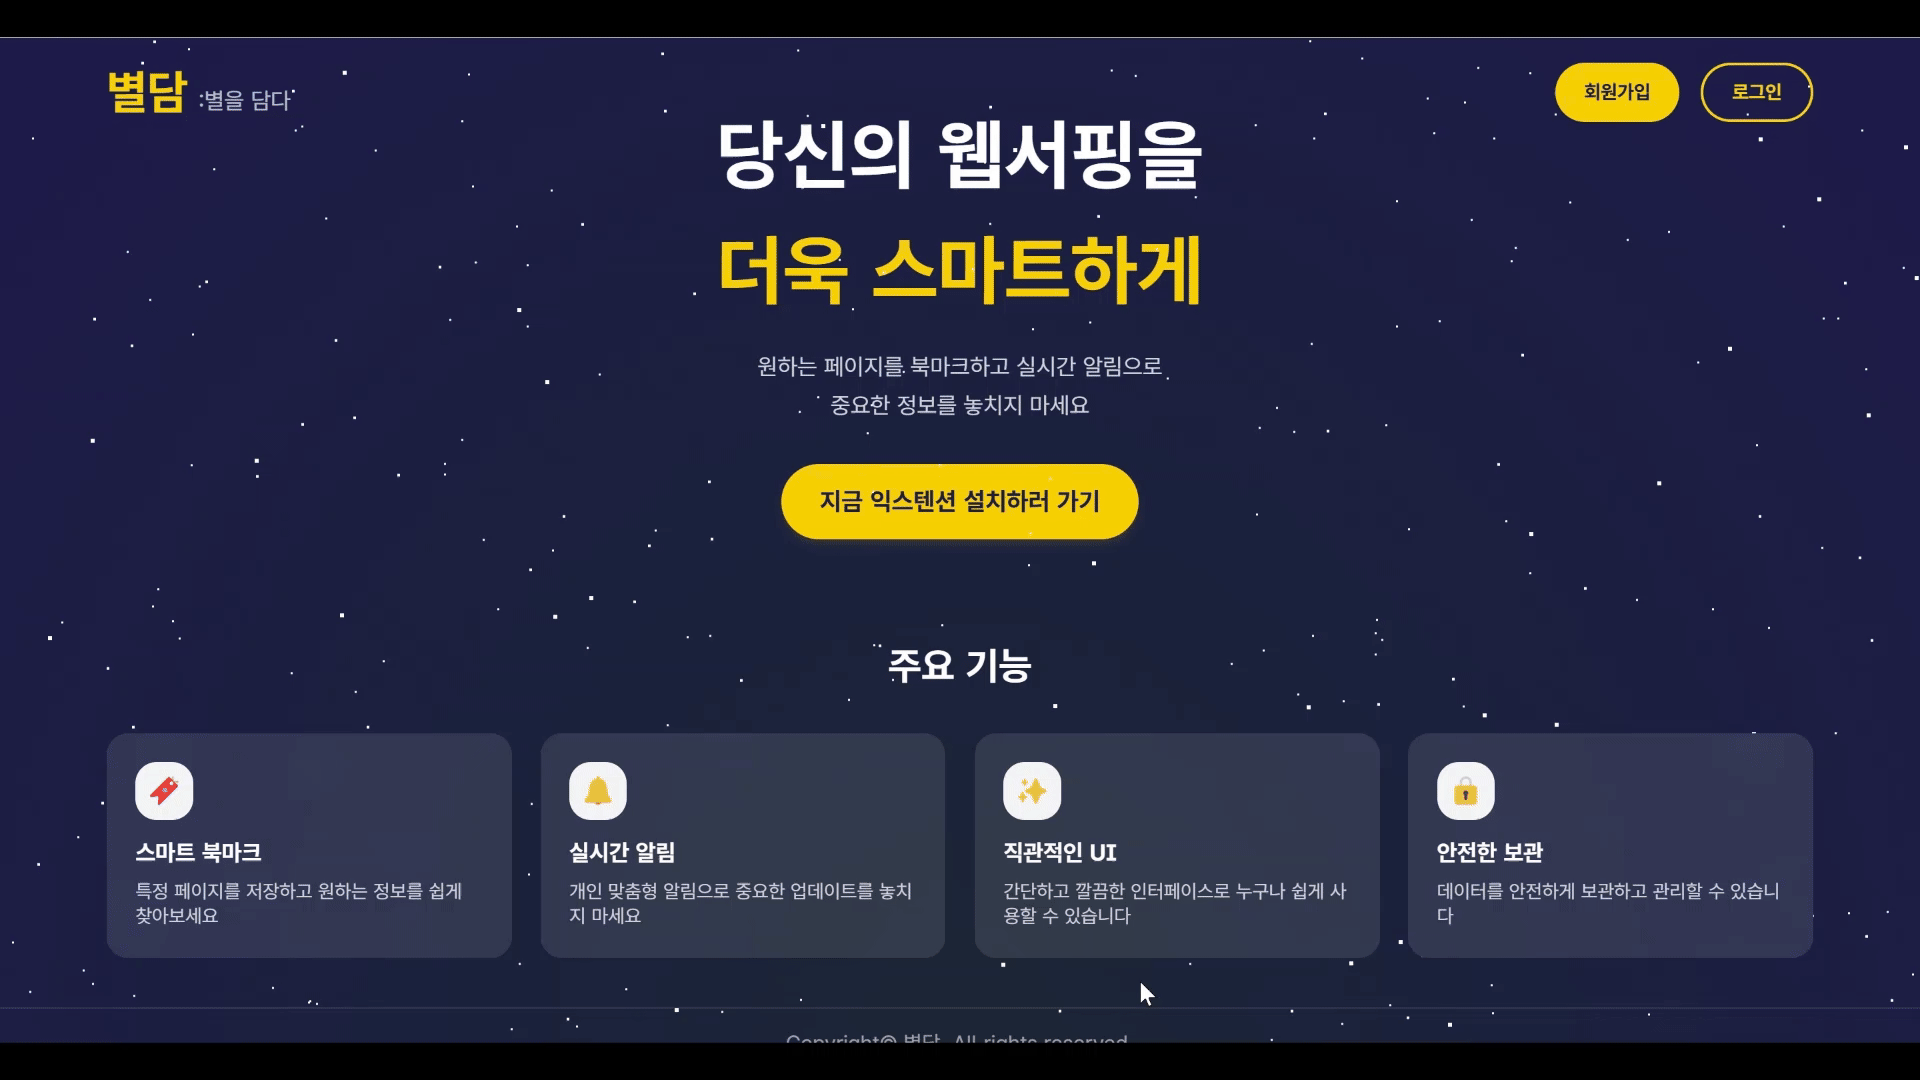 별담 :별을 담다
회원가입
로그인
당신의 웹서핑을
더욱 스마트하게
원하는 페이지를 북마크하고 실시간 알림으로
중요한 정보를 놓치지 마세요
지금 익스텐션 설치하러 가기
주요 기능
스마트 북마크
특정 페이지를 저장하고 원하는 정보를 쉽게
찾아보세요
실시간 알림
개인 맞춤형 알림으로 중요한 업데이트를 놓치
지 마세요
직관적인 UI
간단하고 깔끔한 인터페이스로 누구나 쉽게 사
용할 수 있습니다
안전한 보관
데이터를 안전하게 보관하고 관리할 수 있습니
다
Copyright© 별담. All rights reserved.